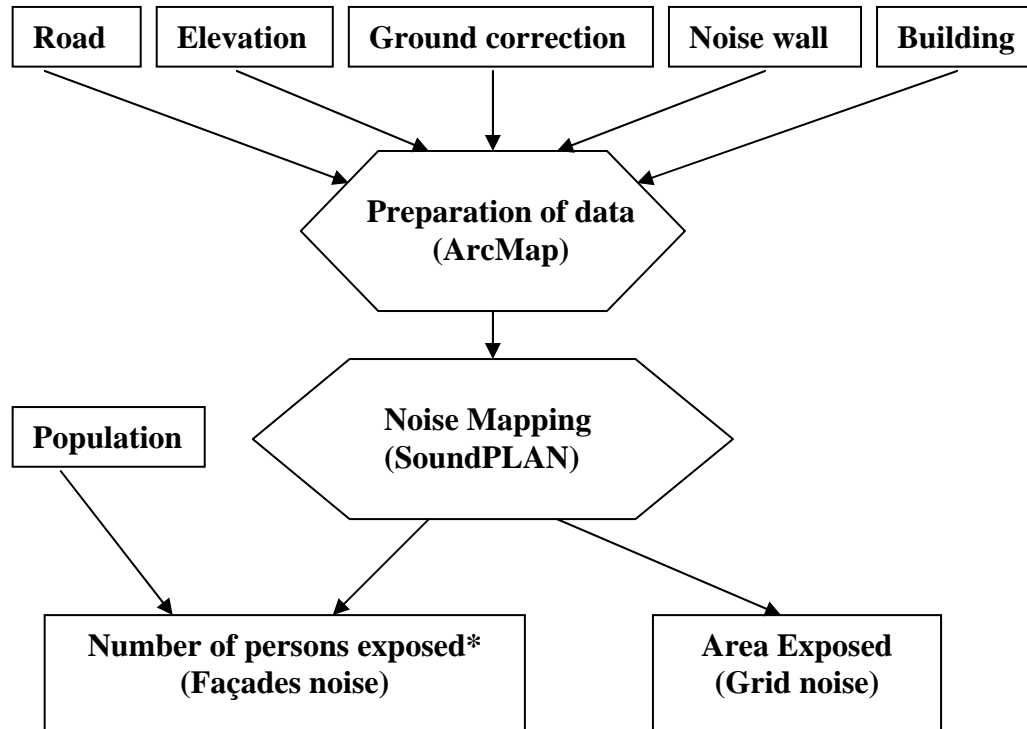 Road
Elevation
Ground correction
Noise wall
Building
Preparation of data
(ArcMap)
Noise Mapping
(SoundPLAN)
Population
Number of persons exposed*
(Façades noise)
Area Exposed
(Grid noise)